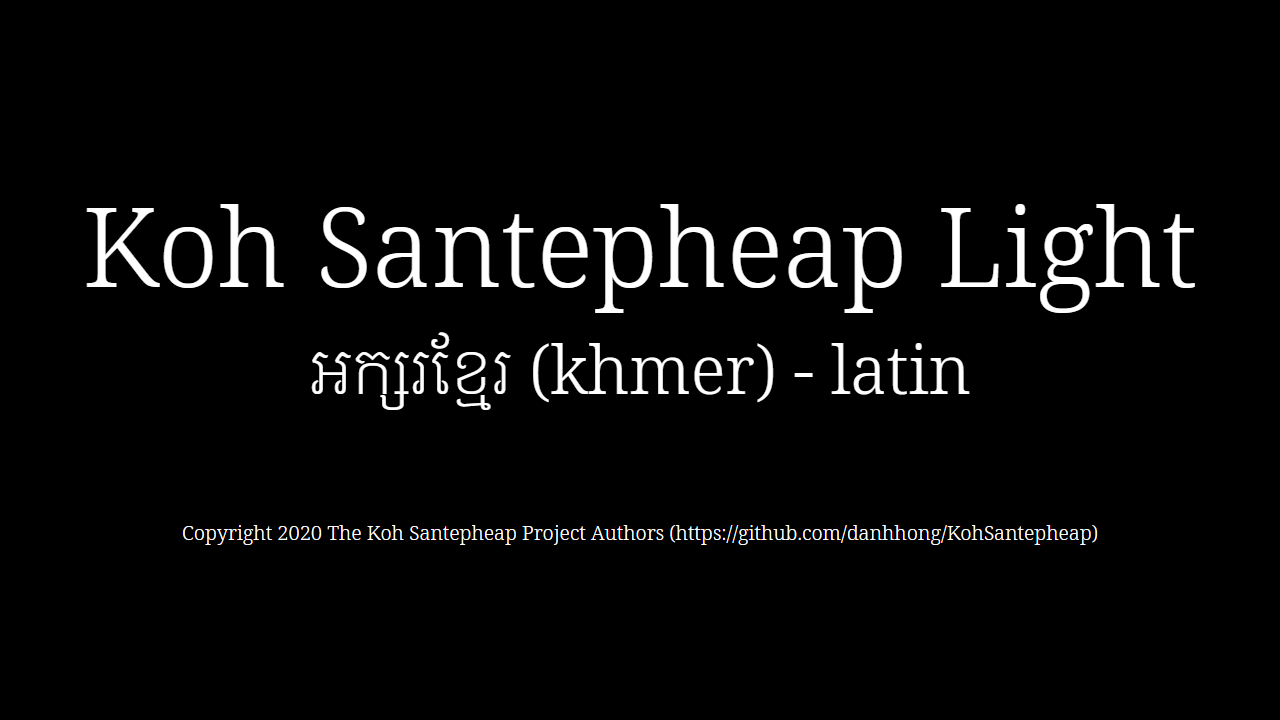 Koh Santepheap Light
អក្សរខ្មែរ (khmer) - latin
Copyright 2020 The Koh Santepheap Project Authors (https://github.com/danhhong/KohSantepheap)